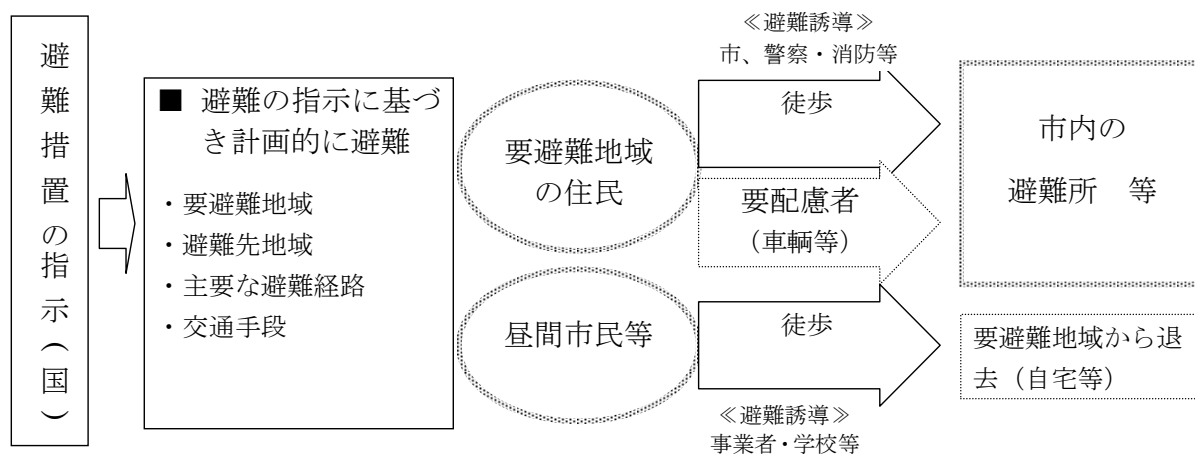 避難措置の指示（国）
■ 避難の指示に基づ
き計画的に避難
・要避難地域
・避難先地域
・主要な避難経路
・交通手段
要避難地域
の住民
昼間市民等
≪避難誘導≫
市、警察・消防等
徒歩
要配慮者
（車輌等）
徒歩
≪避難誘導≫
事業者・学校等
市内の
避難所　等
要避難地域から退
去（自宅等）